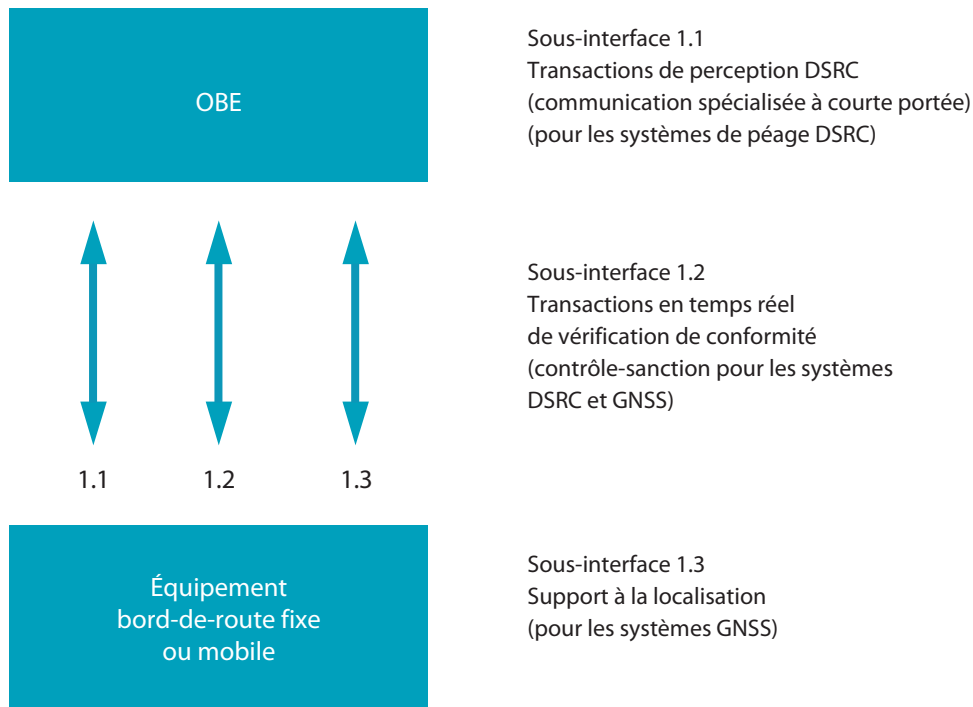 OBE
Sous-interface 1.1
Transactions de perception DSRC
(communication spécialisée à courte portée)
(pour les systèmes de péage DSRC)
Sous-interface 1.2
Transactions en temps réel
de vérification de conformité
(contrôle-sanction pour les systèmes
DSRC et GNSS)
1.1 1.2 1.3
Équipement
bord-de-route fixe
ou mobile
Sous-interface 1.3
Support à la localisation
(pour les systèmes GNSS)